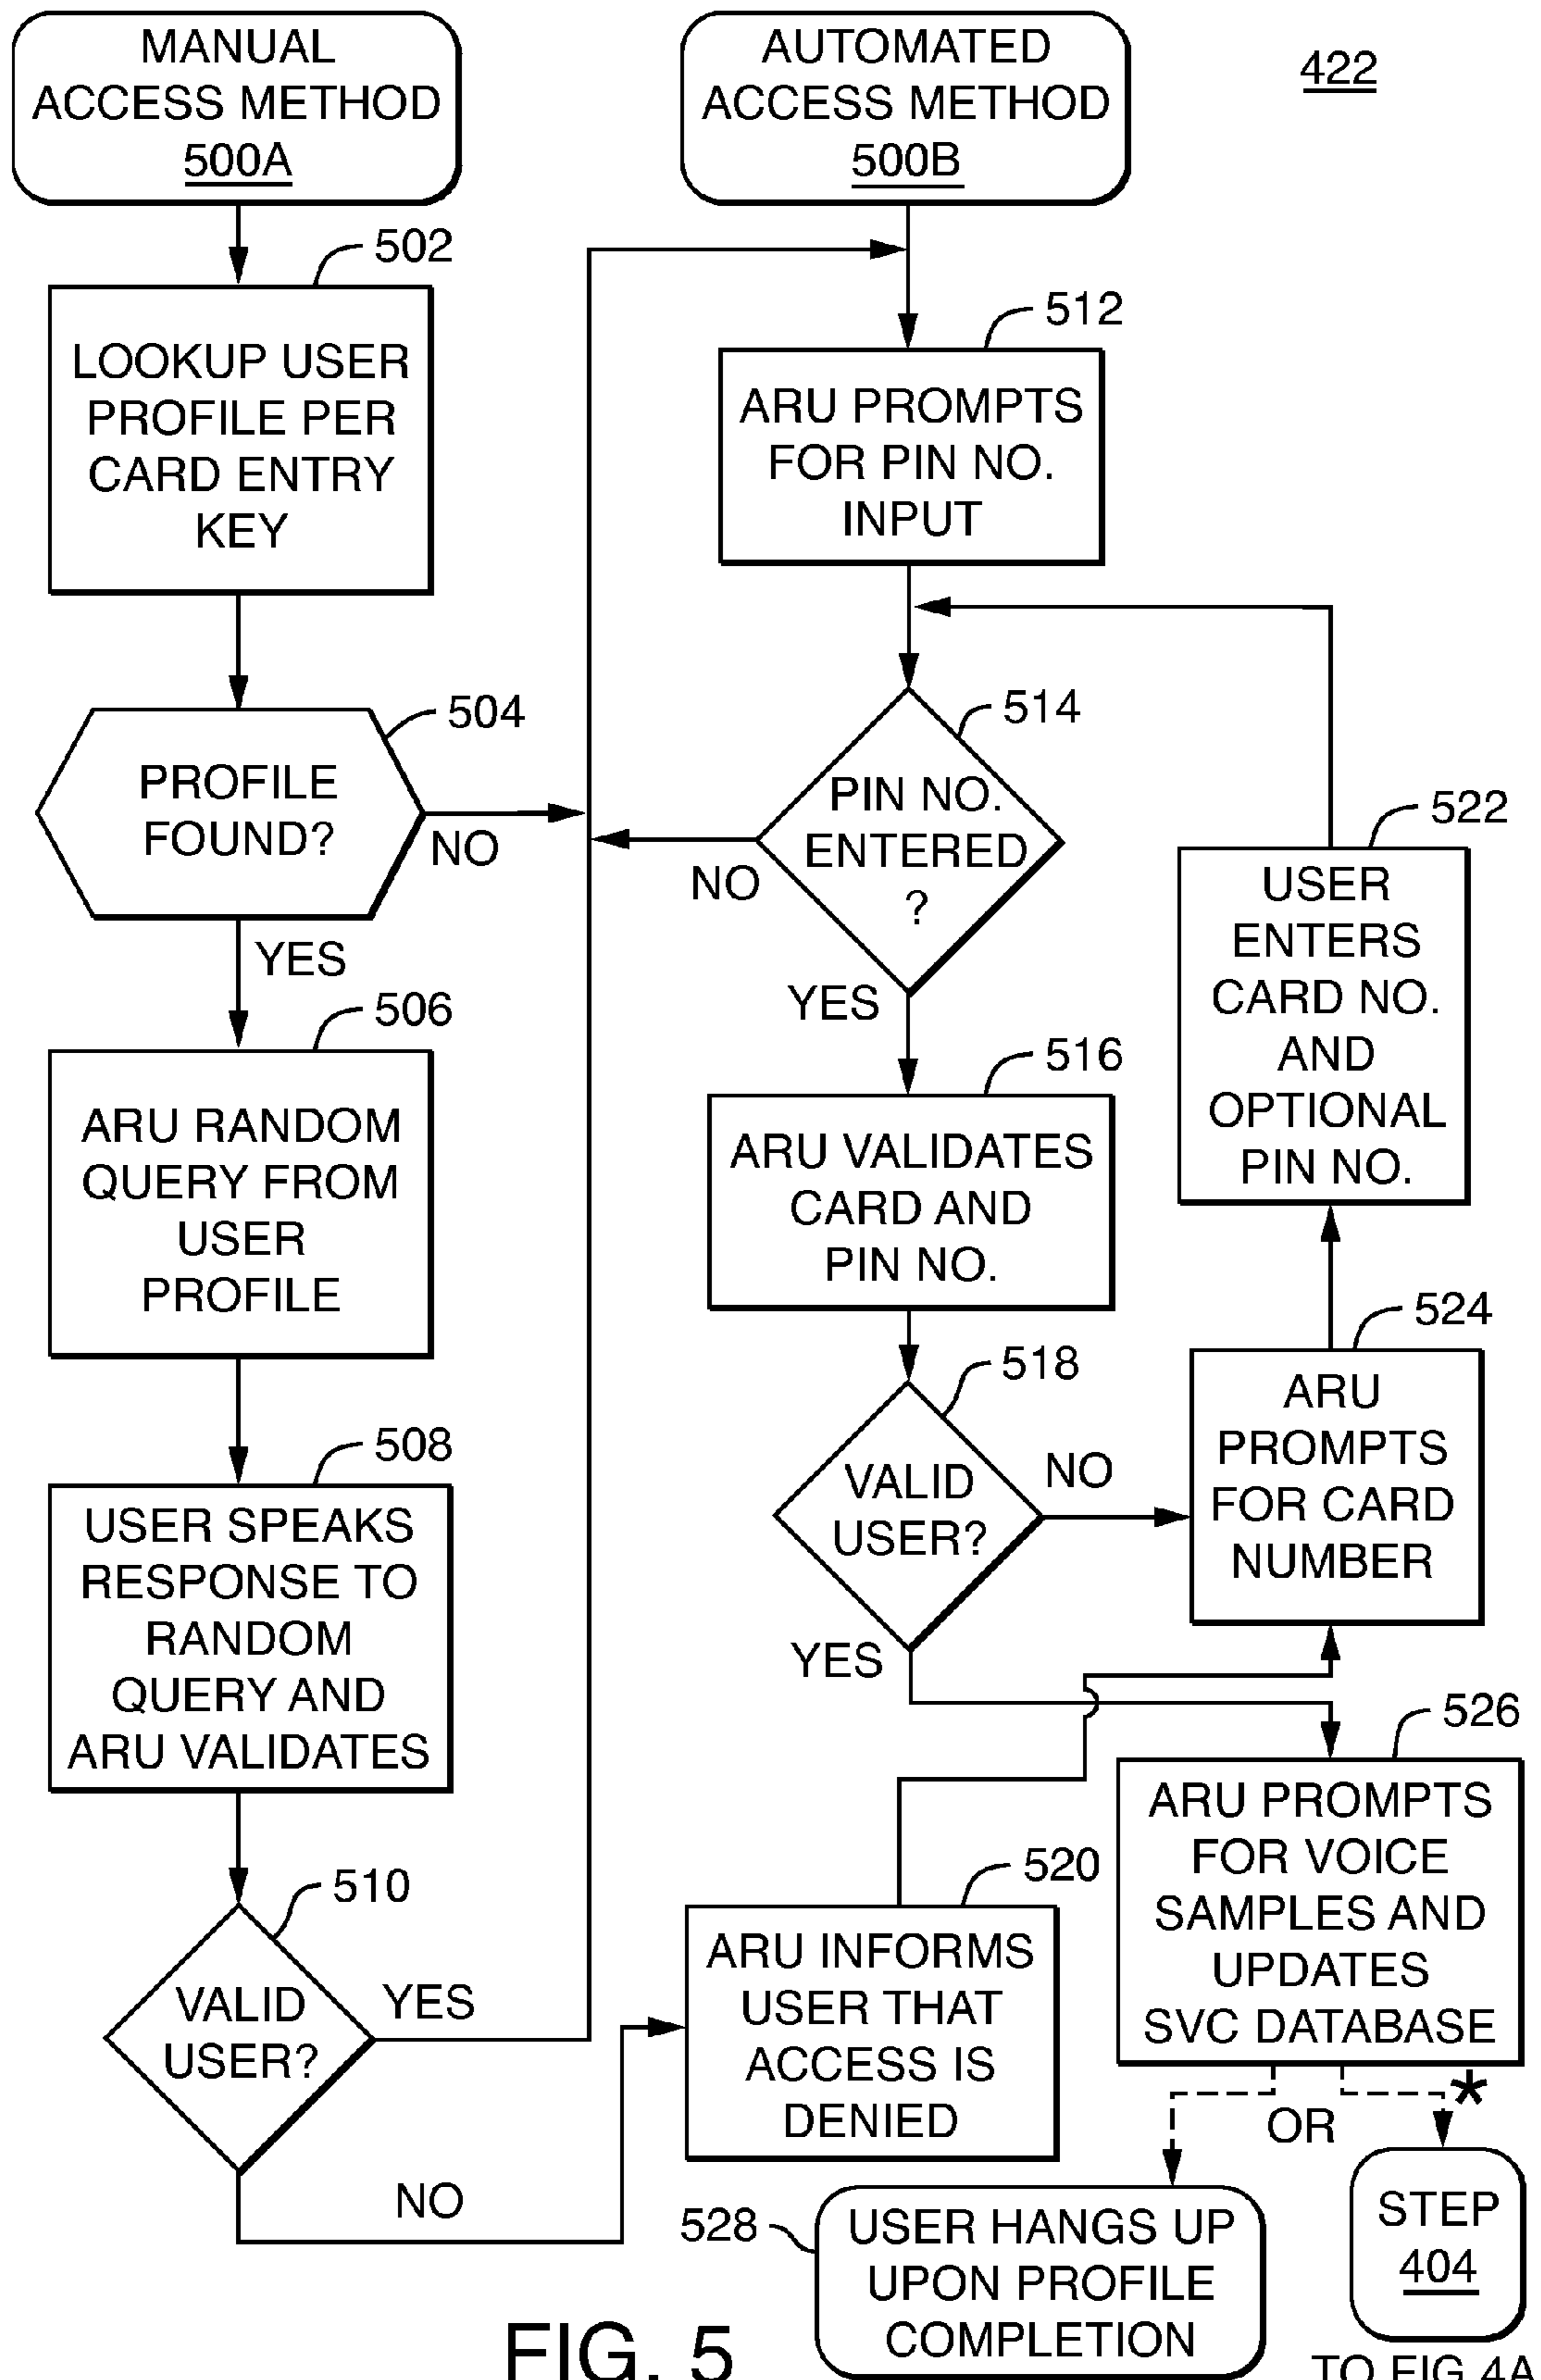 MANUAL
ACCESS METHOD
500A
AUTOMATED
ACCESS METHOD
500B
422
502
LOOKUP USER
PROFILE PER
CARD ENTRY
KEY
512
ARU PROMPTS
FOR PIN NO.
INPUT
504
PROFILE
FOUND?
NO
YES
514
PIN NO.
ENTERED
?
NO
YES
522
USER
ENTERS
CARD NO.
AND
OPTIONAL
PIN NO.
506
ARU RANDOM
QUERY FROM
USER
PROFILE
516
ARU VALIDATES
CARD AND
PIN NO.
524
ARU
PROMPTS
FOR CARD
NUMBER
518
VALID
USER?
NO
YES
508
USER SPEAKS
RESPONSE TO
RANDOM
QUERY AND
ARU VALIDATES
526
ARU PROMPTS
FOR VOICE
SAMPLES AND
UPDATES
SVC DATABASE
510
VALID
USER?
YES
NO
520
ARU INFORMS
USER THAT
ACCESS IS
DENIED
OR
*
528
USER HANGS UP
UPON PROFILE
COMPLETION
STEP
404
TO FIG 4A
FIG. 5